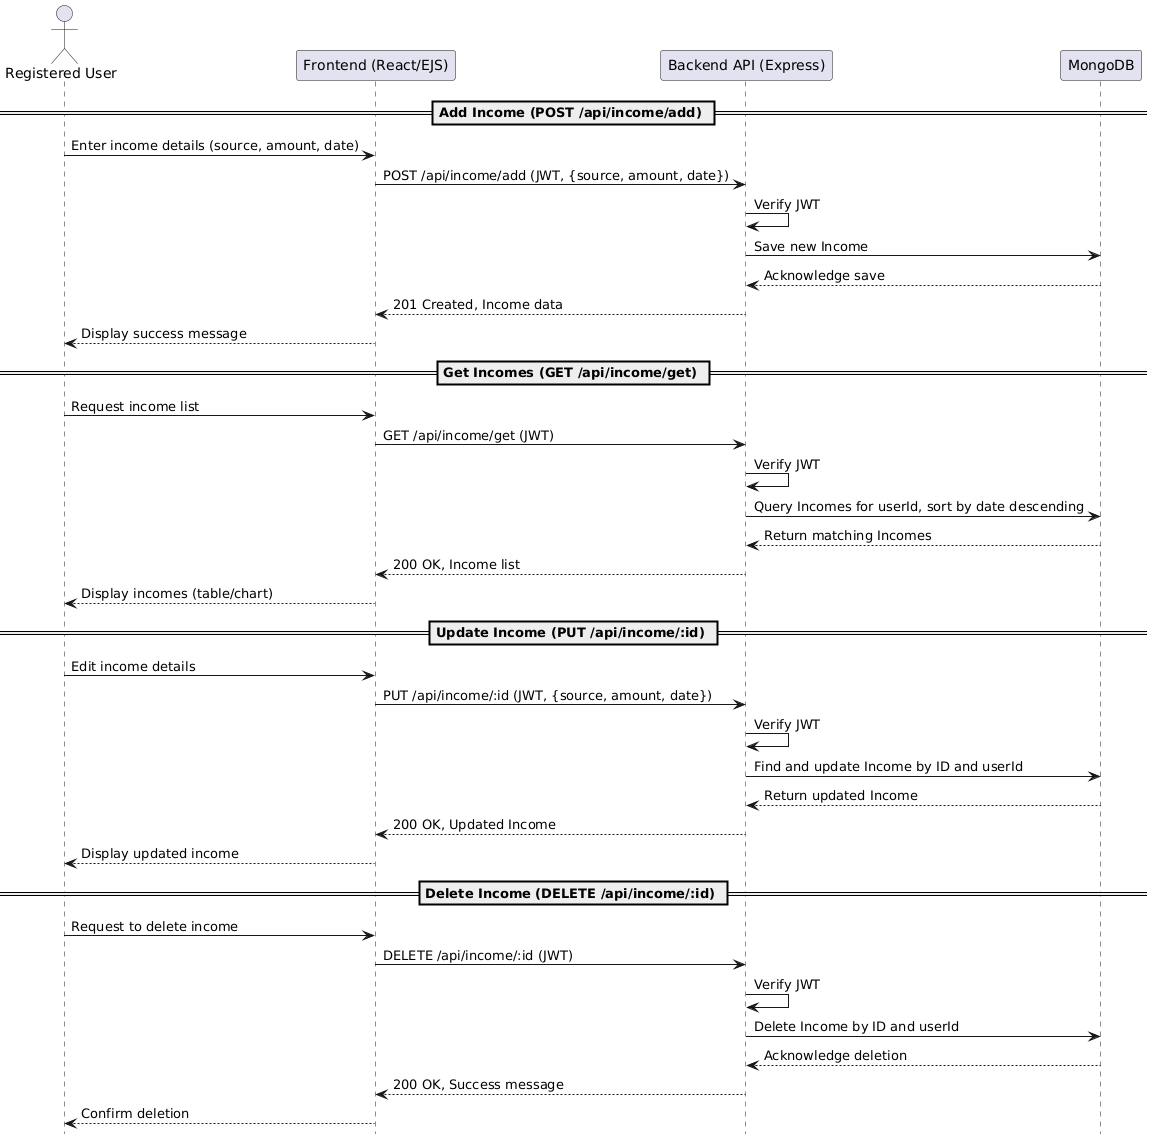 Registered User
Frontend (React/EJS)
Backend API (Express)
MongoDB
Add Income (POST /api/income/add)
Enter income details (source, amount, date)
POST /api/income/add (JWT, {source, amount, date})
Verify JWT
Save new Income
Acknowledge save
201 Created, Income data
Display success message
Get Incomes (GET /api/income/get)
Request income list
GET /api/income/get (JWT)
Verify JWT
Query Incomes for userId, sort by date descending
Return matching Incomes
200 OK, Income list
Display incomes (table/chart)
Update Income (PUT /api/income/:id)
Edit income details
PUT /api/income/:id (JWT, {source, amount, date})
Verify JWT
Find and update Income by ID and userId
Return updated Income
200 OK, Updated Income
Display updated income
Delete Income (DELETE /api/income/:id)
Request to delete income
DELETE /api/income/:id (JWT)
Verify JWT
Delete Income by ID and userId
Acknowledge deletion
200 OK, Success message
Confirm deletion